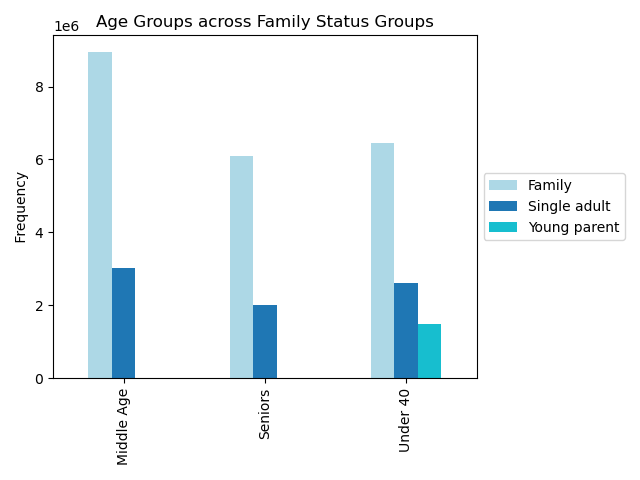 Age Groups across Family Status Groups
1e6
8
6
4
2
0
Frequency
Middle Age
Seniors
Under 40
Family
Single adult
Young parent